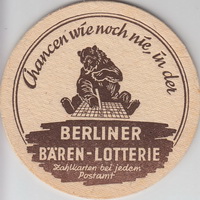 Chancen wie noch nie, in der
BERLINER
BÄREN-LOTTERIE
Zahlkarten bei jedem
Postamt